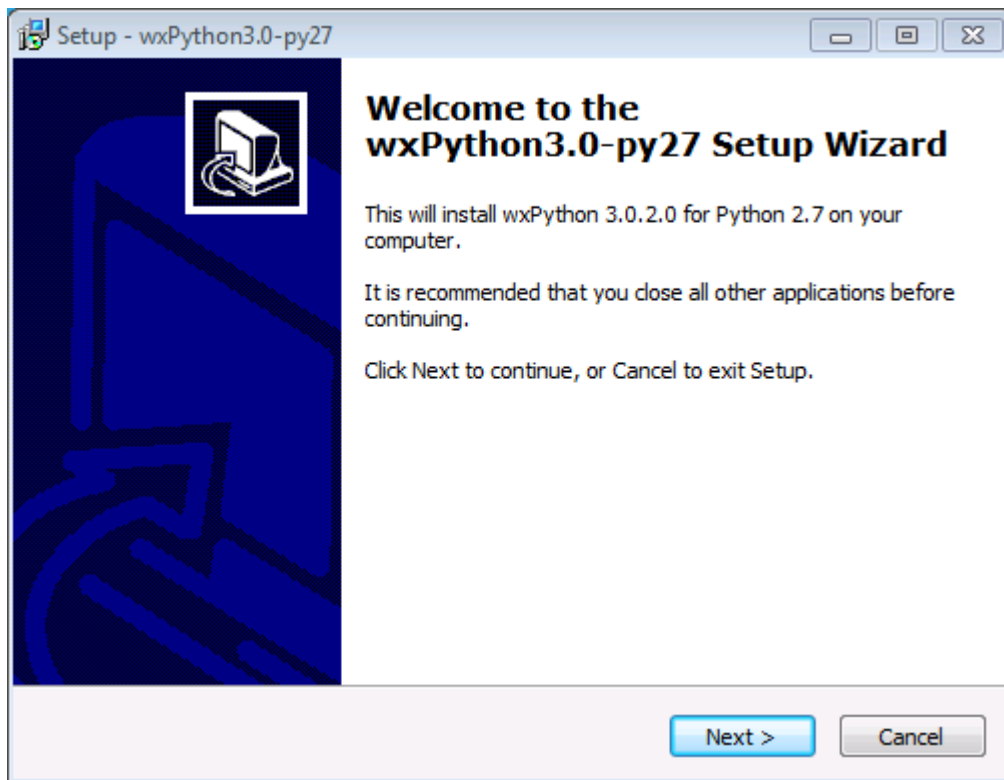 Setup - wxPython3.0-py27
Welcome to the
wxPython3.0-py27 Setup Wizard
This will install wxPython 3.0.2.0 for Python 2.7 on your
computer.
It is recommended that you close all other applications before
continuing.
Click Next to continue, or Cancel to exit Setup.
Next >
Cancel